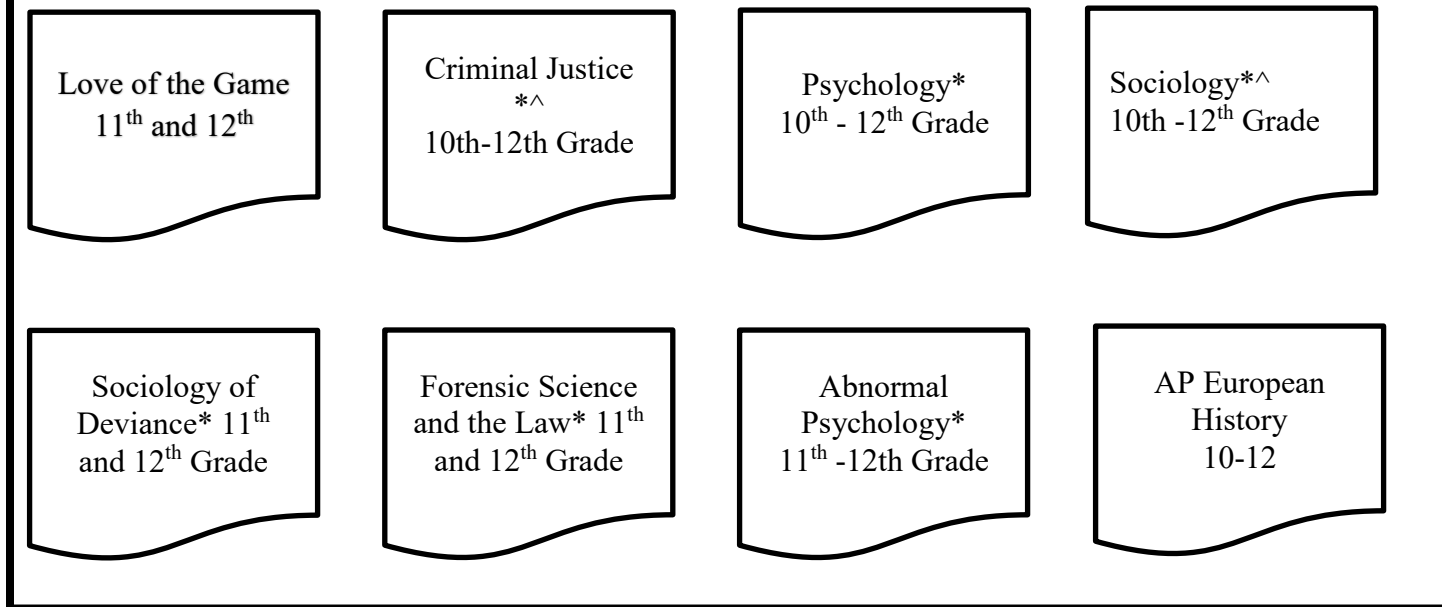 Love of the Game
11th and 12th
Criminal Justice
*^
10th-12th Grade
Psychology*
10th - 12th Grade
Sociology*^
10th -12th Grade
Sociology of
Deviance* 11th
and 12th Grade
Forensic Science
and the Law* 11th
and 12th Grade
Abnormal
Psychology*
11th -12th Grade
AP European
History
10-12